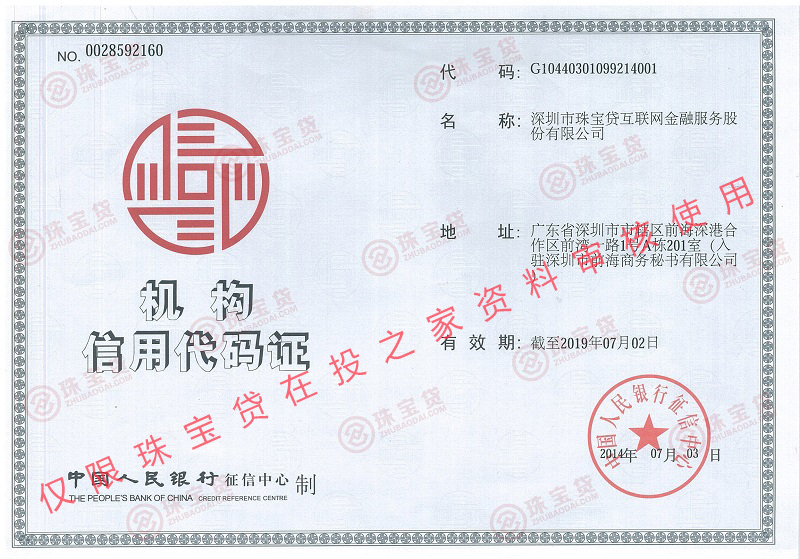 NO. 0028592160
代 码: G10440301099214001
名 称: 深圳市珠宝贷互联网金融服务股
份有限公司
地 址: 广东省深圳市市辖区前海深港合
作区前湾一路1号A栋201室（入
驻深圳市前海商务秘书有限公司
）
机 构
信用代码证
有 效 期: 截至2019年07月02日
仅限珠宝贷在投之家资料审核使用
中国人民银行征信中心
2014年 07月 03 日
中国人民银行 征信中心 制
THE PEOPLE'S BANK OF CHINA CREDIT REFERENCE CENTRE
珠宝贷
ZHUBAODAI.COM